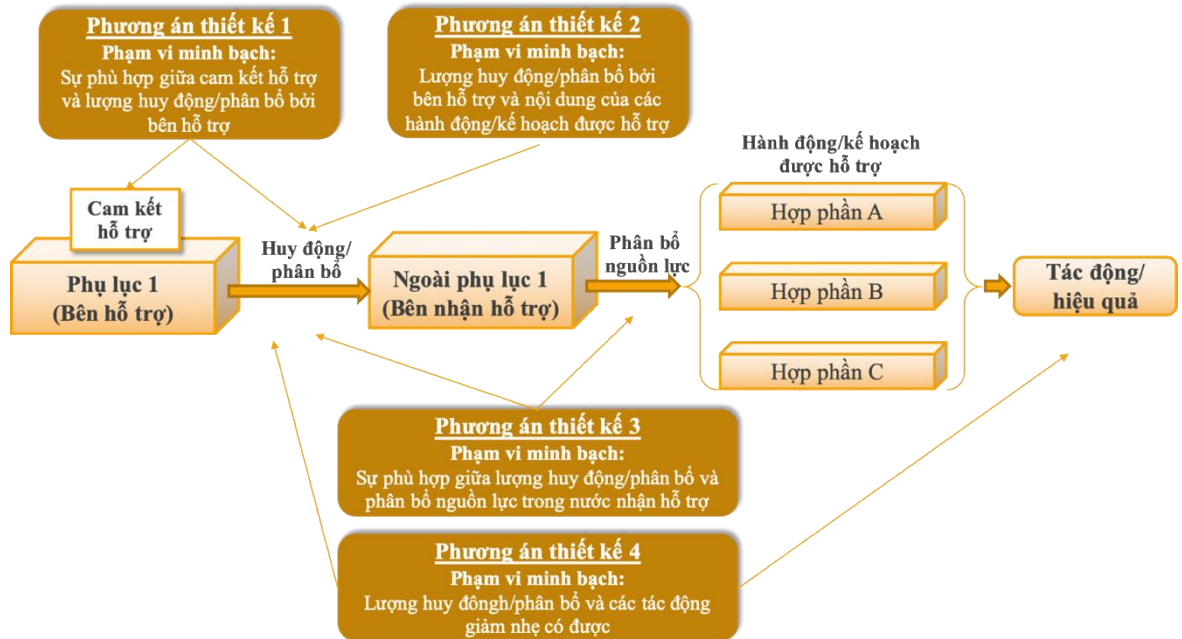 Phương án thiết kế 1
Phạm vi minh bạch:
Sự phù hợp giữa cam kết hỗ trợ
và lượng huy động/phân bổ bởi
bên hỗ trợ
Phương án thiết kế 2
Phạm vi minh bạch:
Lượng huy động/phân bổ bởi
bên hỗ trợ và nội dung của các
hành động/kế hoạch được hỗ trợ
Hành động/kế hoạch
được hỗ trợ
Cam kết
hỗ trợ
Phụ lục 1
(Bên hỗ trợ)
Huy động/
phân bổ
Ngoài phụ lục 1
(Bên nhận hỗ trợ)
Phân bổ
nguồn lực
Hợp phần A
Hợp phần B
Hợp phần C
Tác động/
hiệu quả
Phương án thiết kế 3
Phạm vi minh bạch:
Sự phù hợp giữa lượng huy động/phân bổ và
phân bổ nguồn lực trong nước nhận hỗ trợ
Phương án thiết kế 4
Phạm vi minh bạch:
Lượng huy đôngh/phân bổ và các tác động
giảm nhẹ có được